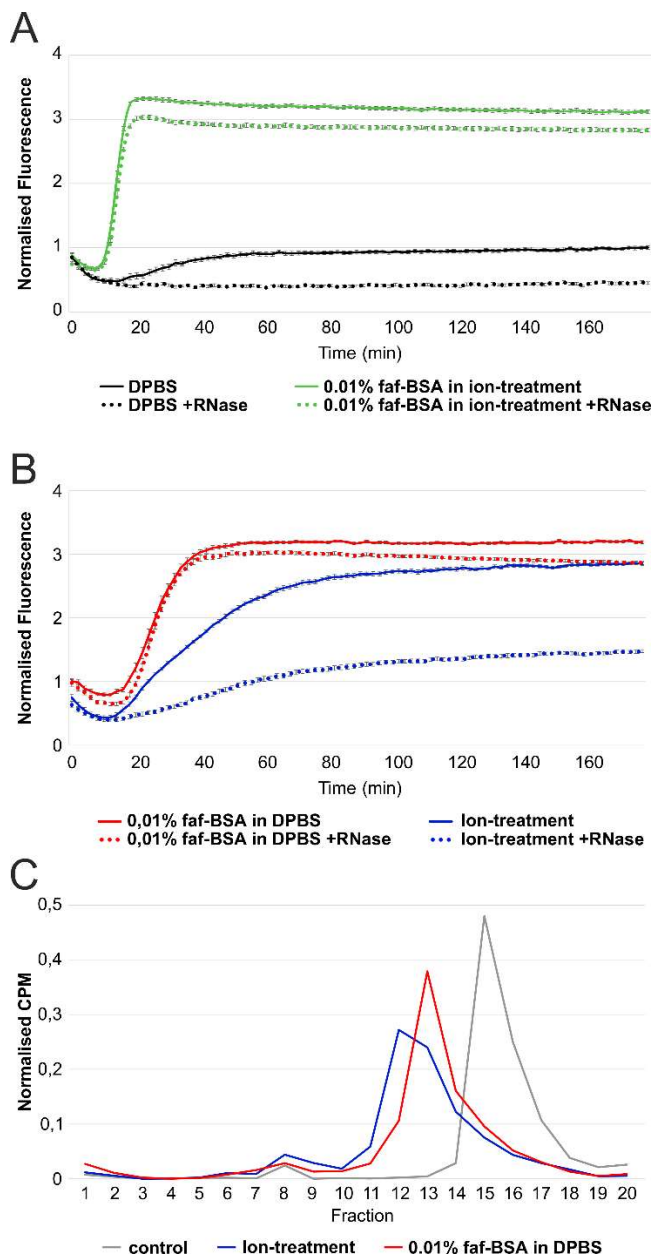 A
Normalised Fluorescence
4
3
2
1
0
0 20 40 60 80 100 120 140 160
Time (min)
DPBS 0.01% faf-BSA in ion-treatment
DPBS +RNase 0.01% faf-BSA in ion-treatment +RNase
B
Normalised Fluorescence
4
3
2
1
0
0 20 40 60 80 100 120 140 160
Time (min)
0,01% faf-BSA in DPBS Ion-treatment
0,01% faf-BSA in DPBS +RNase Ion-treatment +RNase
C
Normalised CPM
0,5
0,4
0,3
0,2
0,1
0
1 2 3 4 5 6 7 8 9 10 11 12 13 14 15 16 17 18 19 20
Fraction
control Ion-treatment 0.01% faf-BSA in DPBS